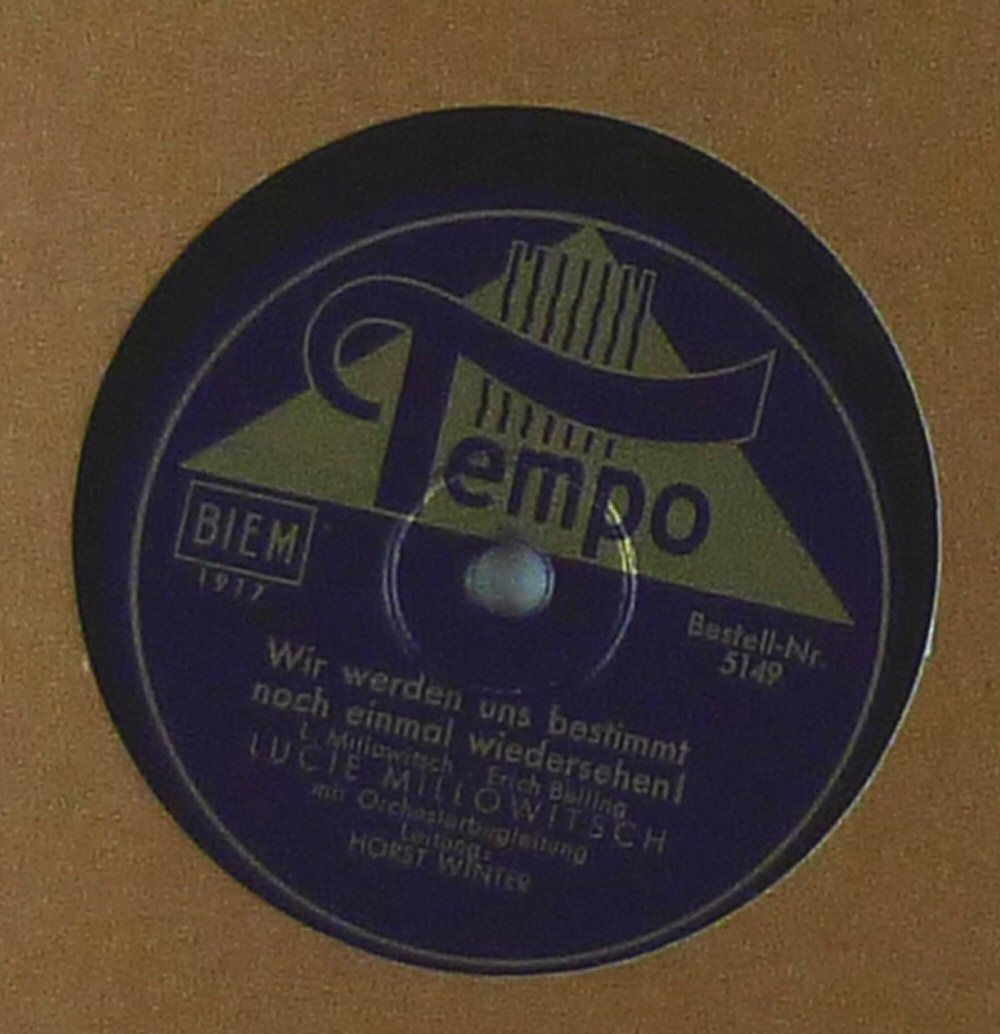 Tempo
BIEM
1917
Bestell-Nr.
5149
Wir werden uns bestimmt
noch einmal wiedersehen!
L. Millowitsch - Erich Bolling
LUCIE MILLOWITSCH
mit Orchesterbegleitung
Leitung:
HORST WINTER